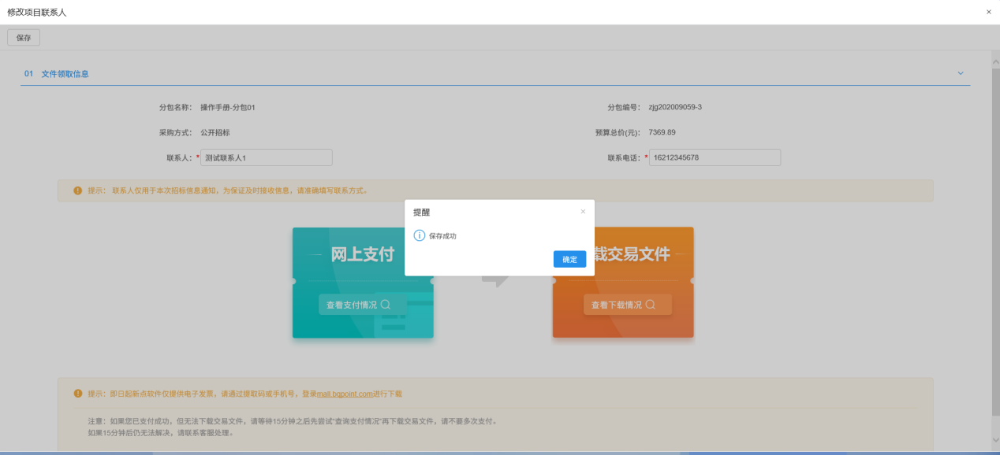 修改项目联系人
×
保存
01 文件领取信息
分包名称： 操作手册-分包01
分包编号： zjg202009059-3
采购方式： 公开招标
预算总价(元)： 7369.89
联系人：* 测试联系人1
联系电话：* 16212345678
提示： 联系人仅用于本次招标信息通知，为保证及时接收信息，请准确填写联系方式。
提醒 ×
保存成功
确定
网上支付
载交易文件
查看支付情况
查看下载情况
提示：即日起新点软件仅提供电子发票，请通过提取码或手机号，登录mall.bqpoint.com进行下载
注意：如果您已支付成功，但无法下载交易文件，请等待15分钟之后先尝试“查询支付情况”再下载交易文件，请不要多次支付。
如果15分钟后仍无法解决，请联系客服处理。